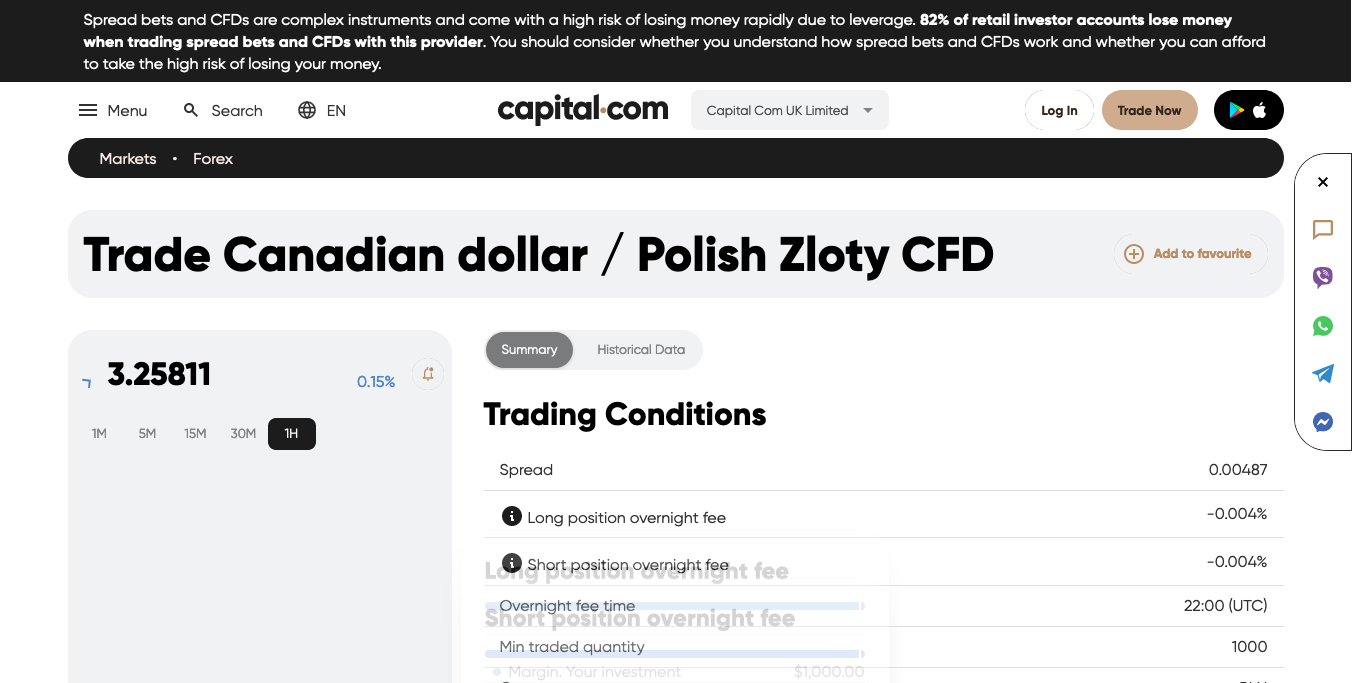 Spread bets and CFDs are complex instruments and come with a high risk of losing money rapidly due to leverage. 82% of retail investor accounts lose money
when trading spread bets and CFDs with this provider. You should consider whether you understand how spread bets and CFDs work and whether you can afford
to take the high risk of losing your money.
Menu
Search
EN
capital.com
Capital Com UK Limited
Log In
Trade Now
Markets • Forex
Trade Canadian dollar / Polish Zloty CFD
Add to favourite
3.25811
0.15%
1M
5M
15M
30M
1H
Summary
Historical Data
Trading Conditions
Spread 0.00487
Long position overnight fee -0.004%
Short position overnight fee -0.004%
Long position overnight fee
Overnight fee time 22:00 (UTC)
Short position overnight fee
Min traded quantity 1000
Margin. Your investment $1,000.00